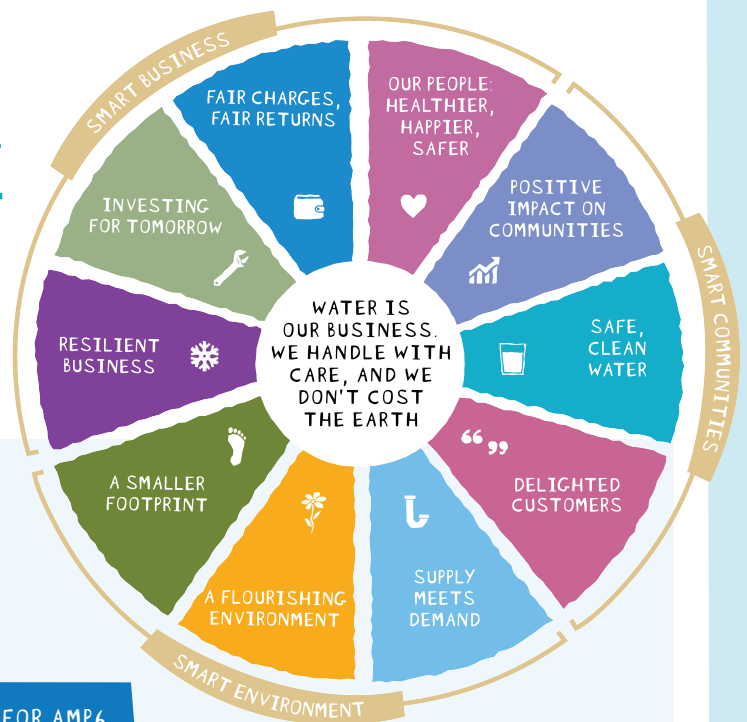 SMART BUSINESS
FAIR CHARGES,
FAIR RETURNS
OUR PEOPLE:
HEALTHIER,
HAPPIER,
SAFER
POSITIVE
IMPACT ON
COMMUNITIES
SMART COMMUNITIES
SAFE,
CLEAN
WATER
DELIGHTED
CUSTOMERS
SUPPLY
MEETS
DEMAND
A FLOURISHING
ENVIRONMENT
SMART ENVIRONMENT
A SMALLER
FOOTPRINT
RESILIENT
BUSINESS
INVESTING
FOR TOMORROW
WATER IS
OUR BUSINESS.
WE HANDLE WITH
CARE, AND WE
DON'T COST
THE EARTH
FOR AMP6